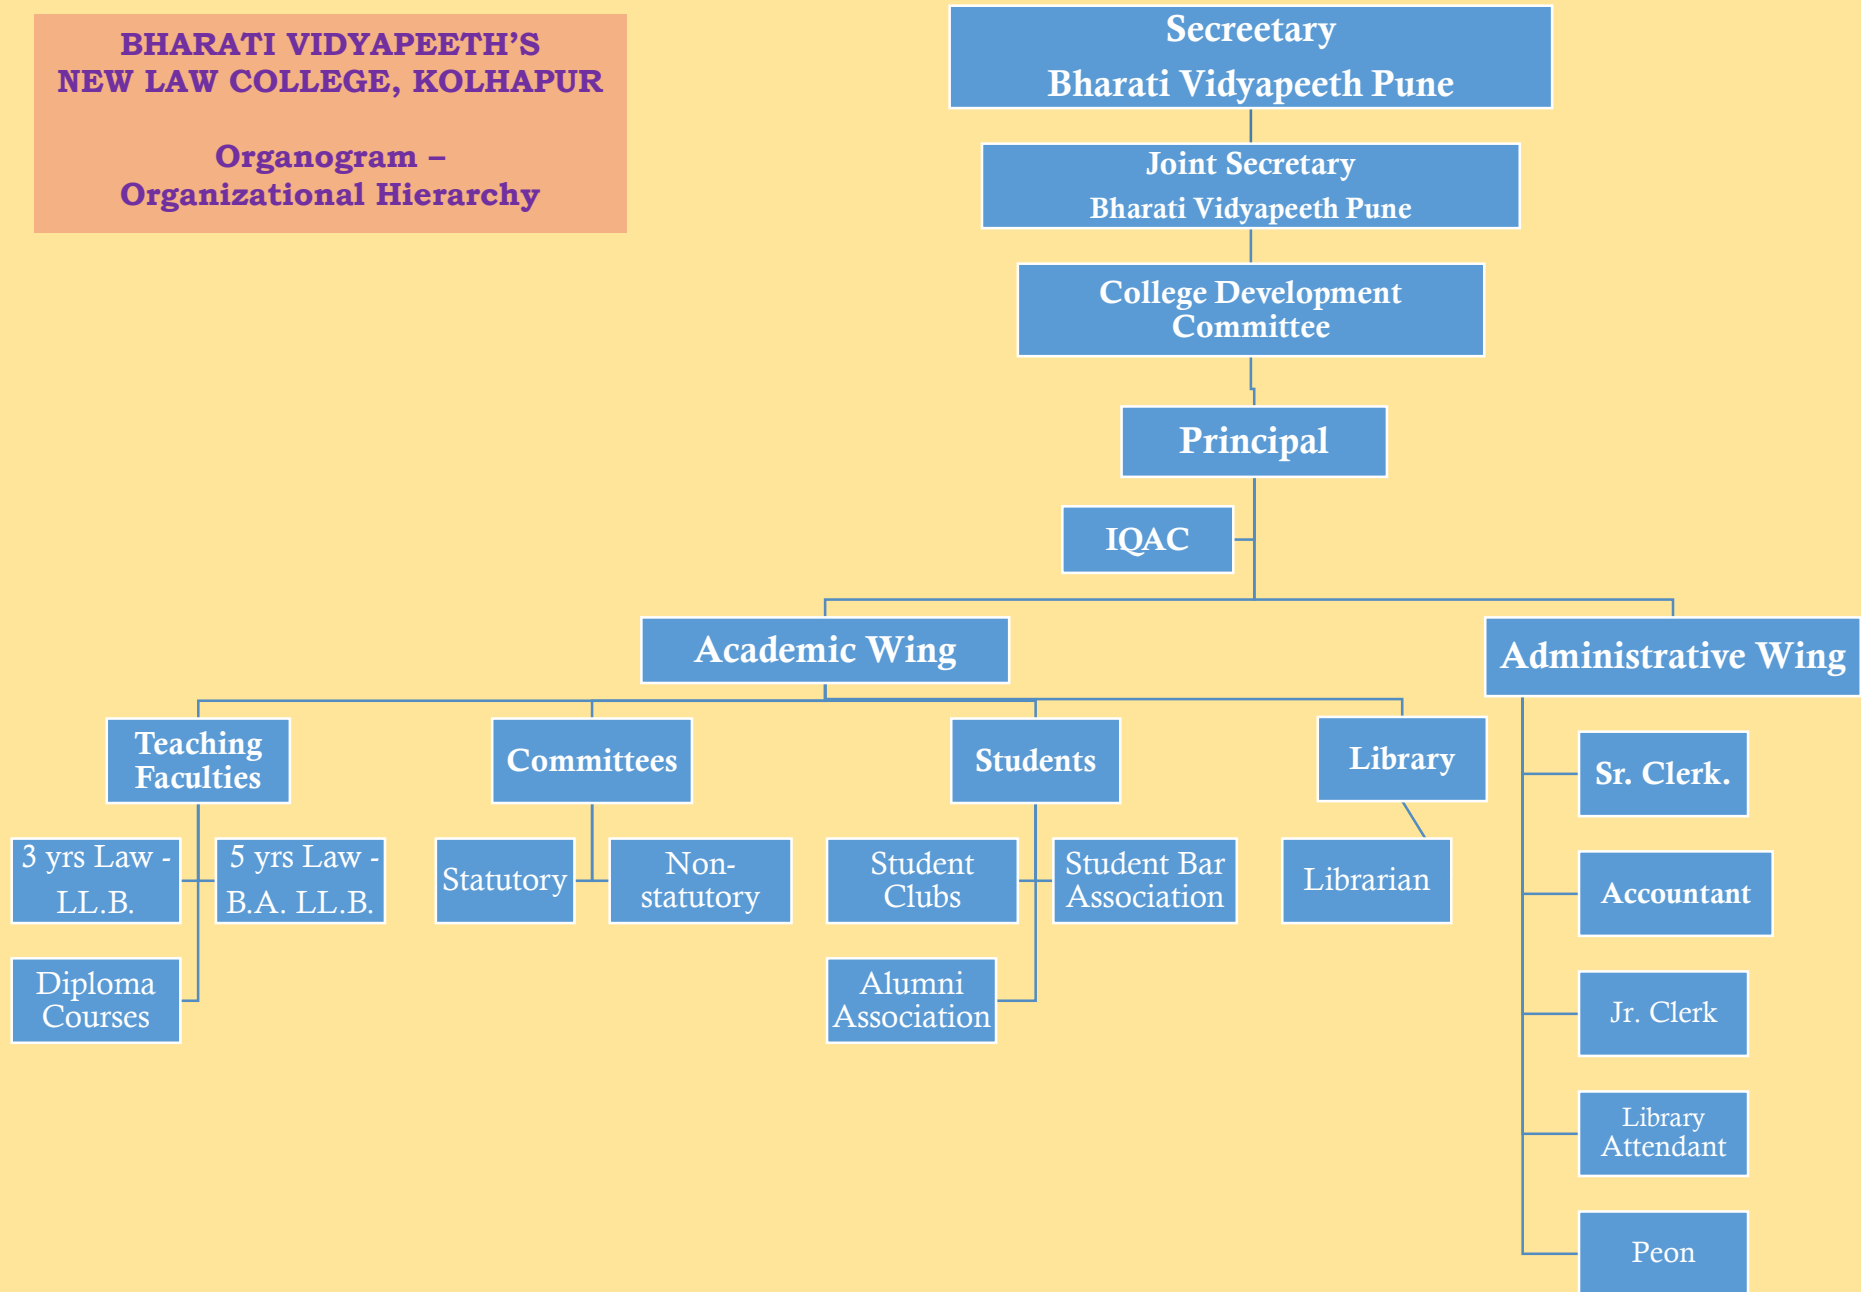 BHARATI VIDYAPEETH’S
NEW LAW COLLEGE, KOLHAPUR
Organogram –
Organizational Hierarchy
Secreetary
Bharati Vidyapeeth Pune
Joint Secretary
Bharati Vidyapeeth Pune
College Development
Committee
Principal
IQAC
Academic Wing
Administrative Wing
Teaching
Faculties
Committees
Students
Library
3 yrs Law -
LL.B.
5 yrs Law -
B.A. LL.B.
Diploma
Courses
Statutory
Non-
statutory
Student
Clubs
Student Bar
Association
Alumni
Association
Librarian
Sr. Clerk.
Accountant
Jr. Clerk
Library
Attendant
Peon